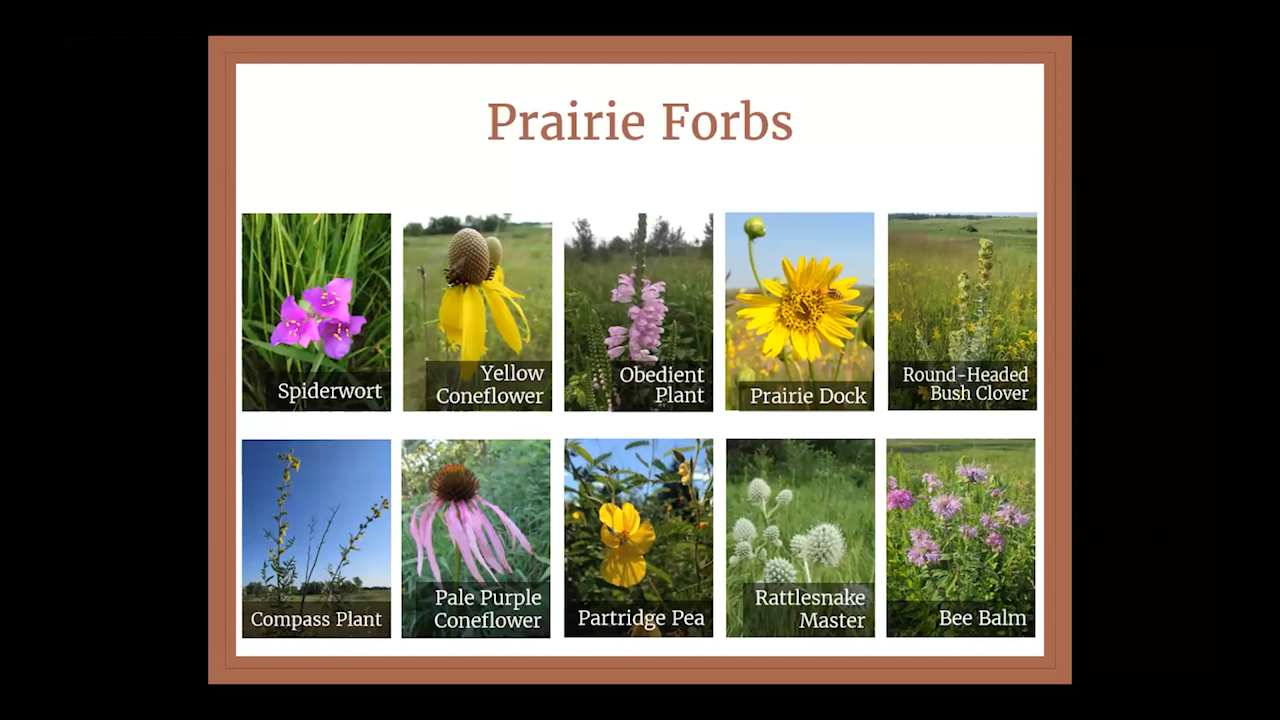 Prairie Forbs
Spiderwort
Yellow
Coneflower
Obedient
Plant
Prairie Dock
Round-Headed
Bush Clover
Compass Plant
Pale Purple
Coneflower
Partridge Pea
Rattlesnake
Master
Bee Balm